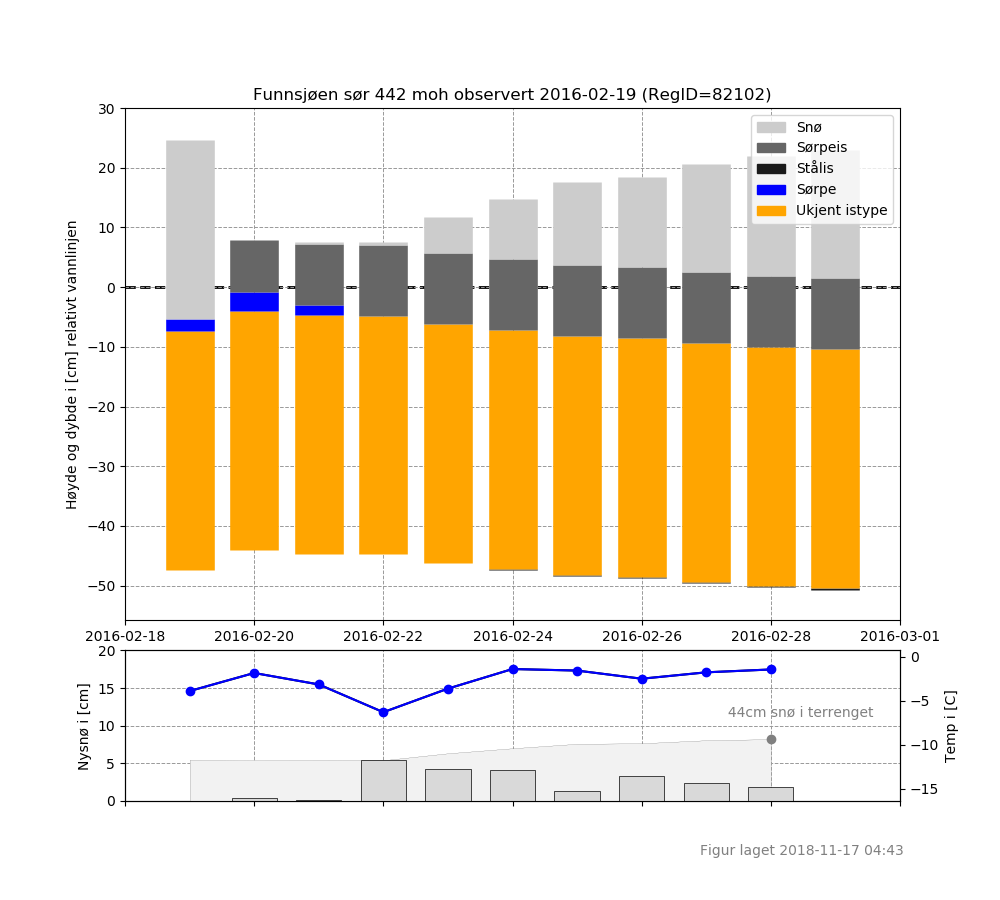 Funnsjøen sør 442 moh observert 2016-02-19 (RegID=82102)
Høyde og dybde i [cm] relativt vannlinjen
30
20
10
0
−10
−20
−30
−40
−50
Snø
Sørpeis
Stålis
Sørpe
Ukjent istype
2016-02-18 2016-02-20 2016-02-22 2016-02-24 2016-02-26 2016-02-28 2016-03-01
Nysnø i [cm]
20
15
10
5
0
44cm snø i terrenget
0
−5
−10
−15
Temp i [C]
Figur laget 2018-11-17 04:43